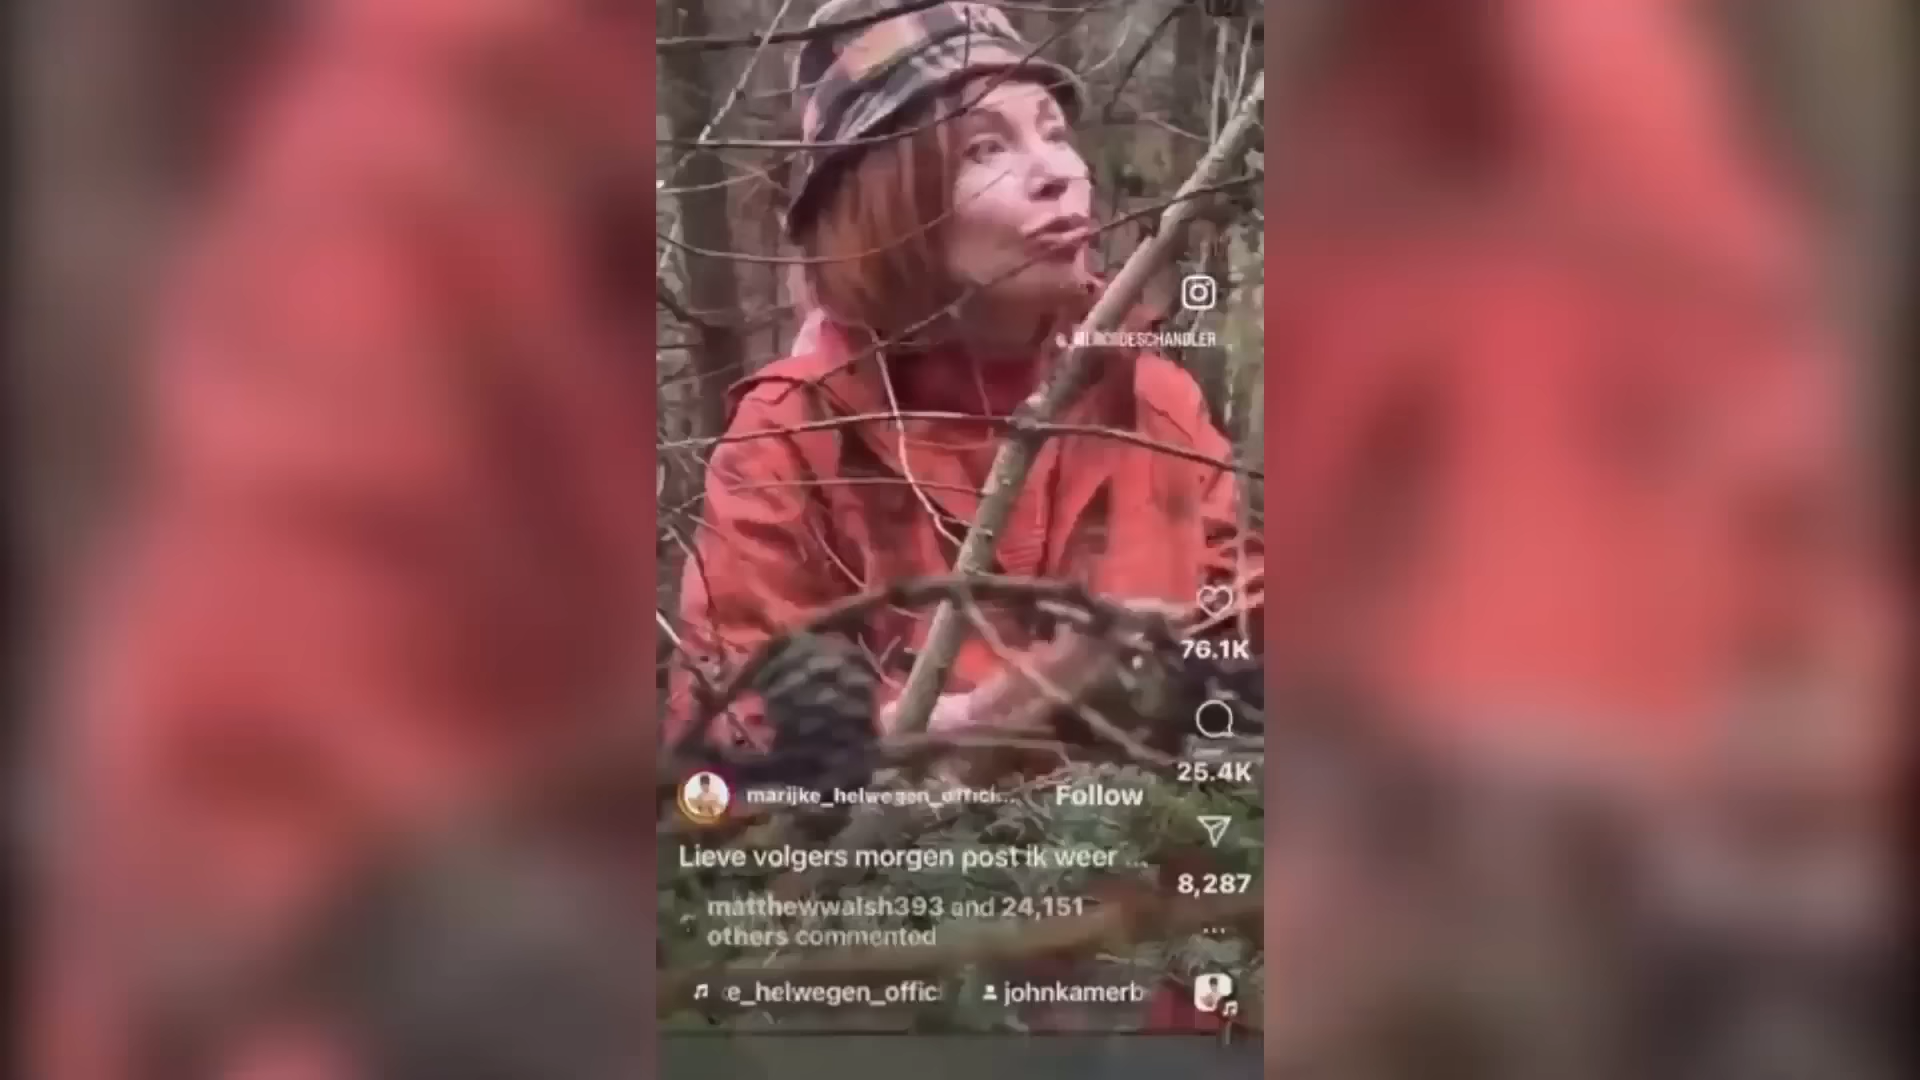 76.1K
25.4K
marijke_helwegen_offici...
Follow
Lieve volgers morgen post ik weer ...
8,287
matthewwalsh393 and 24,151
others commented
ke_helwegen_offici
johnkamerb